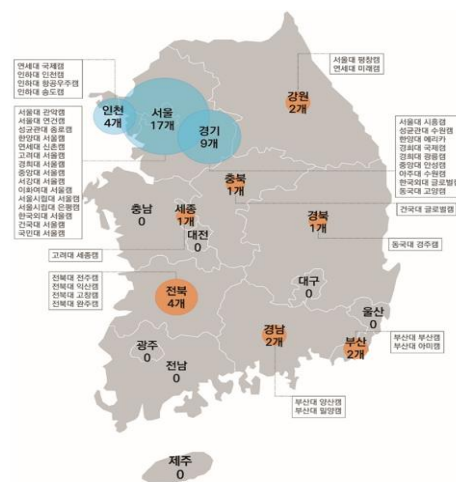 연세대 국제캠
인하대 인천캠
인하대 항공우주캠
인하대 송도캠
서울대 평창캠
연세대 미래캠
강원
2개
인천
4개
서울
17개
경기
9개
서울대 관악캠
서울대 연건캠
성균관대 종로캠
한양대 서울캠
연세대 신촌캠
고려대 서울캠
경희대 서울캠
중앙대 서울캠
서강대 서울캠
이화여대 서울캠
서울시립대 서울캠
서울시립대 은평캠
한국외대 서울캠
건국대 서울캠
국민대 서울캠
서울대 시흥캠
성균관대 수원캠
한양대 에리카
경희대 국제캠
경희대 광릉캠
중앙대 안성캠
아주대 수원캠
한국외대 글로벌캠
동국대 고양캠
충북
1개
건국대 글로벌캠
충남
0
세종
1개
대전
0
경북
1개
고려대 세종캠
동국대 경주캠
전북대 전주캠
전북대 익산캠
전북대 고창캠
전북대 완주캠
전북
4개
대구
0
울산
0
경남
2개
부산
2개
부산대 부산캠
부산대 아미캠
광주
0
전남
0
부산대 양산캠
부산대 밀양캠
제주
0